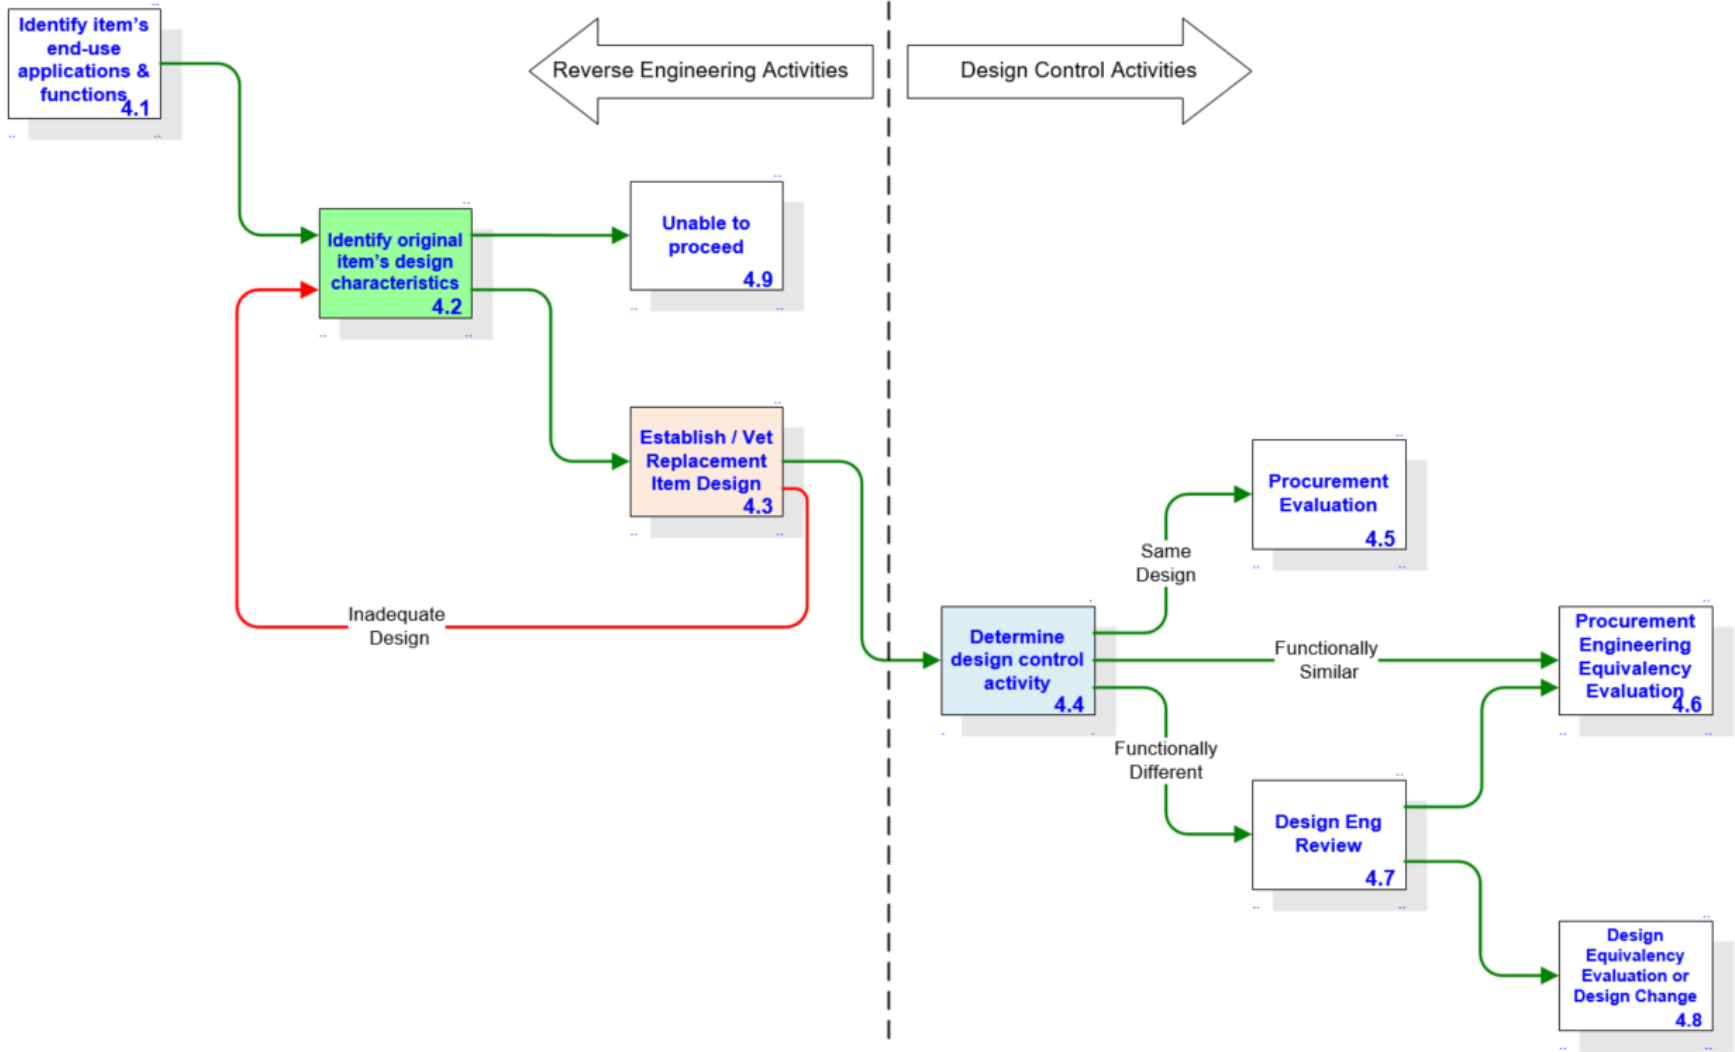 Identify item's
end-use
applications &
functions
4.1
Reverse Engineering Activities
Design Control Activities
Identify original
item's design
characteristics
4.2
Unable to
proceed
4.9
Establish / Vet
Replacement
Item Design
4.3
Inadequate
Design
Determine
design control
activity
4.4
Same
Design
Procurement
Evaluation
4.5
Functionally
Similar
Procurement
Engineering
Equivalency
Evaluation
4.6
Functionally
Different
Design Eng
Review
4.7
Design
Equivalency
Evaluation or
Design Change
4.8